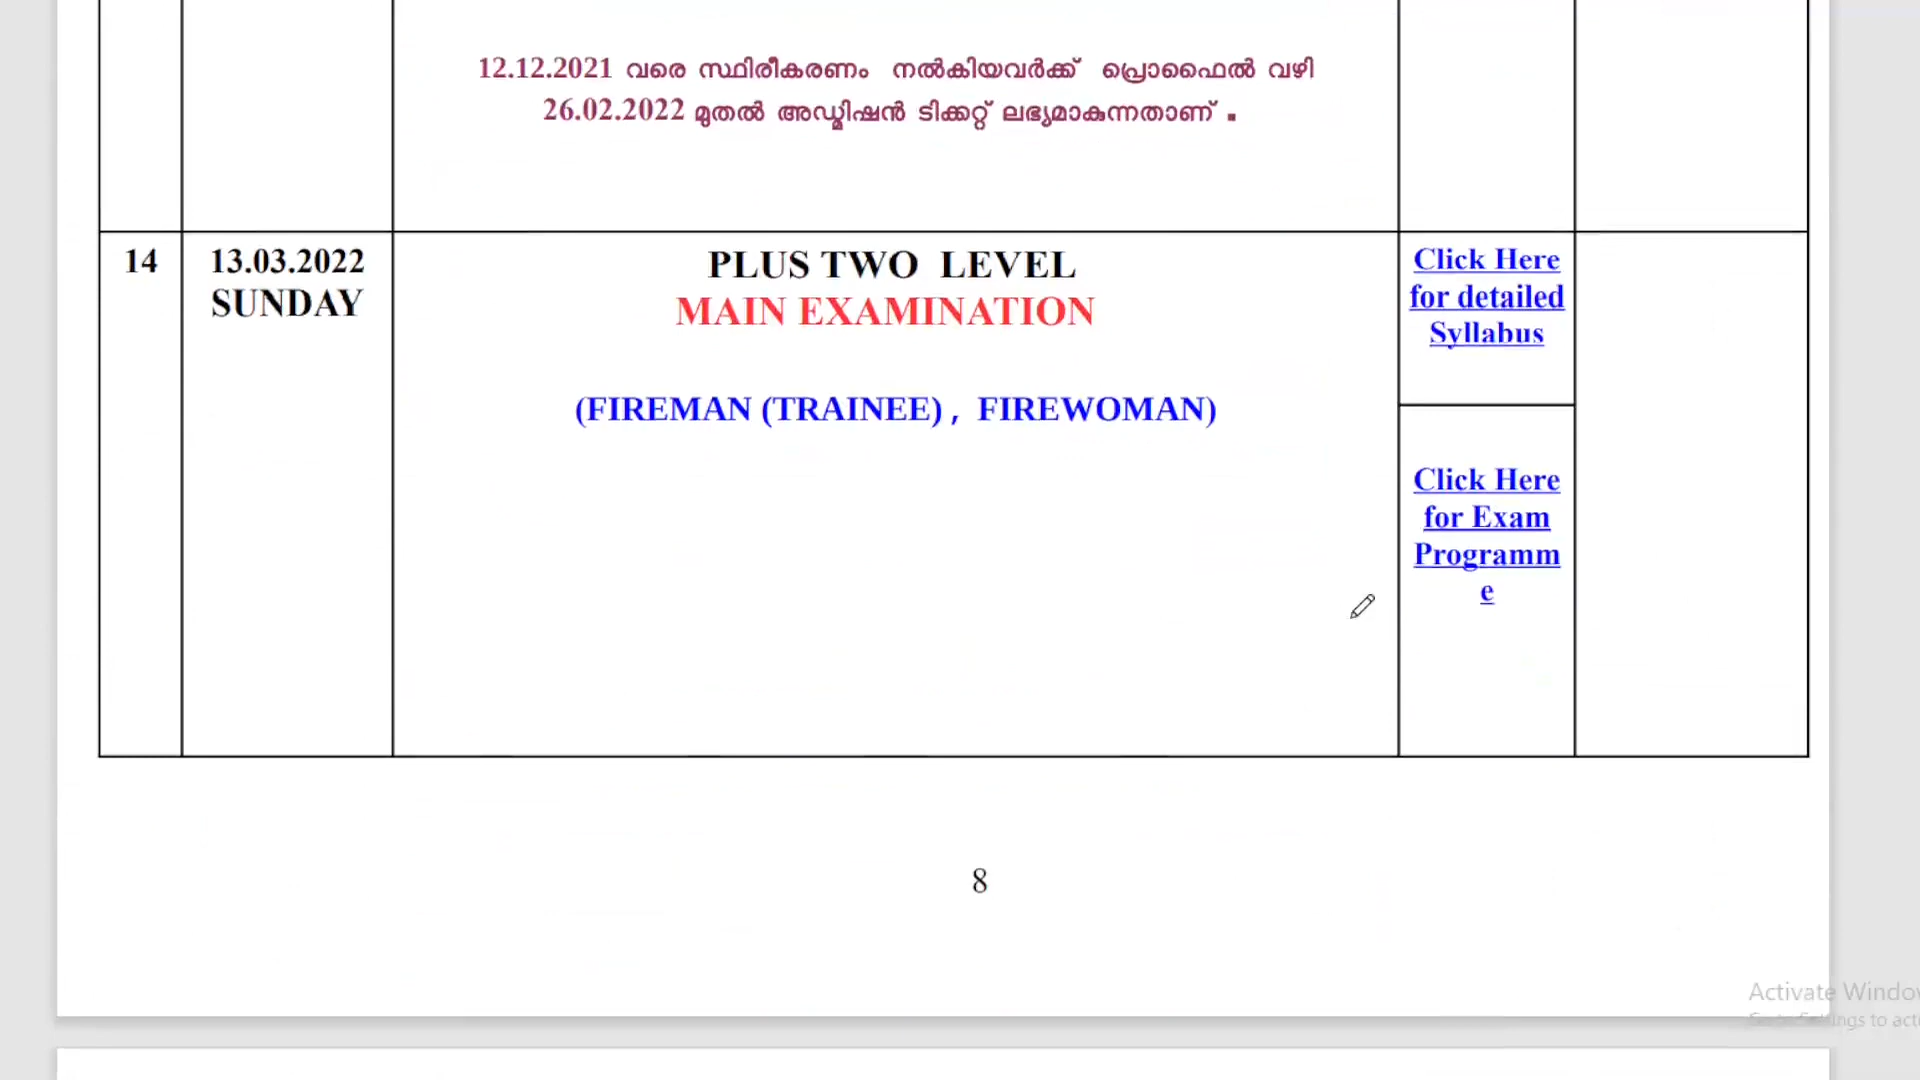 12.12.2021 വരെ സ്ഥിരീകരണം നൽകിയവർക്ക് പ്രൊഫൈൽ വഴി
26.02.2022 മുതൽ അഡ്മിഷൻ ടിക്കറ്റ് ലഭ്യമാകുന്നതാണ് .
14
13.03.2022
SUNDAY
PLUS TWO LEVEL
MAIN EXAMINATION
(FIREMAN (TRAINEE) , FIREWOMAN)
Click Here
for detailed
Syllabus
Click Here
for Exam
Programm
e
8
Activate Windo